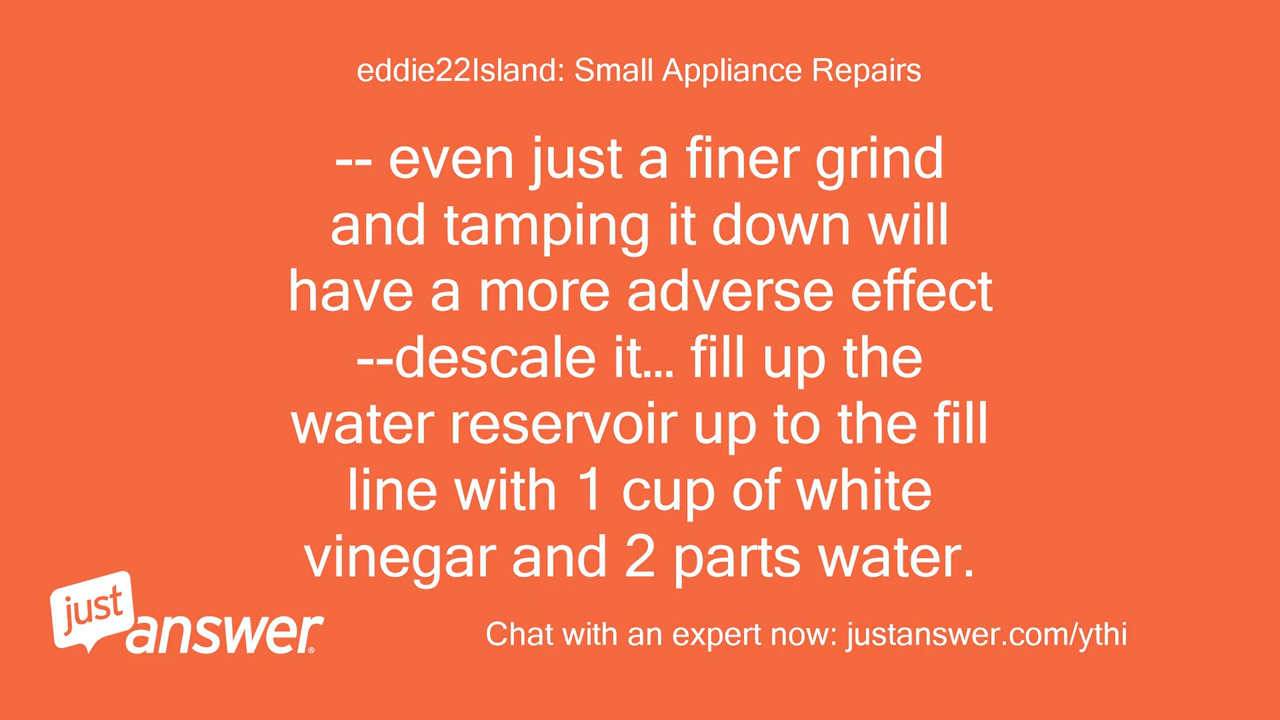 eddie22Island: Small Appliance Repairs
-- even just a finer grind
and tamping it down will
have a more adverse effect
--descale it... fill up the
water reservoir up to the fill
line with 1 cup of white
vinegar and 2 parts water.
just
answer®
Chat with an expert now: justanswer.com/ythi